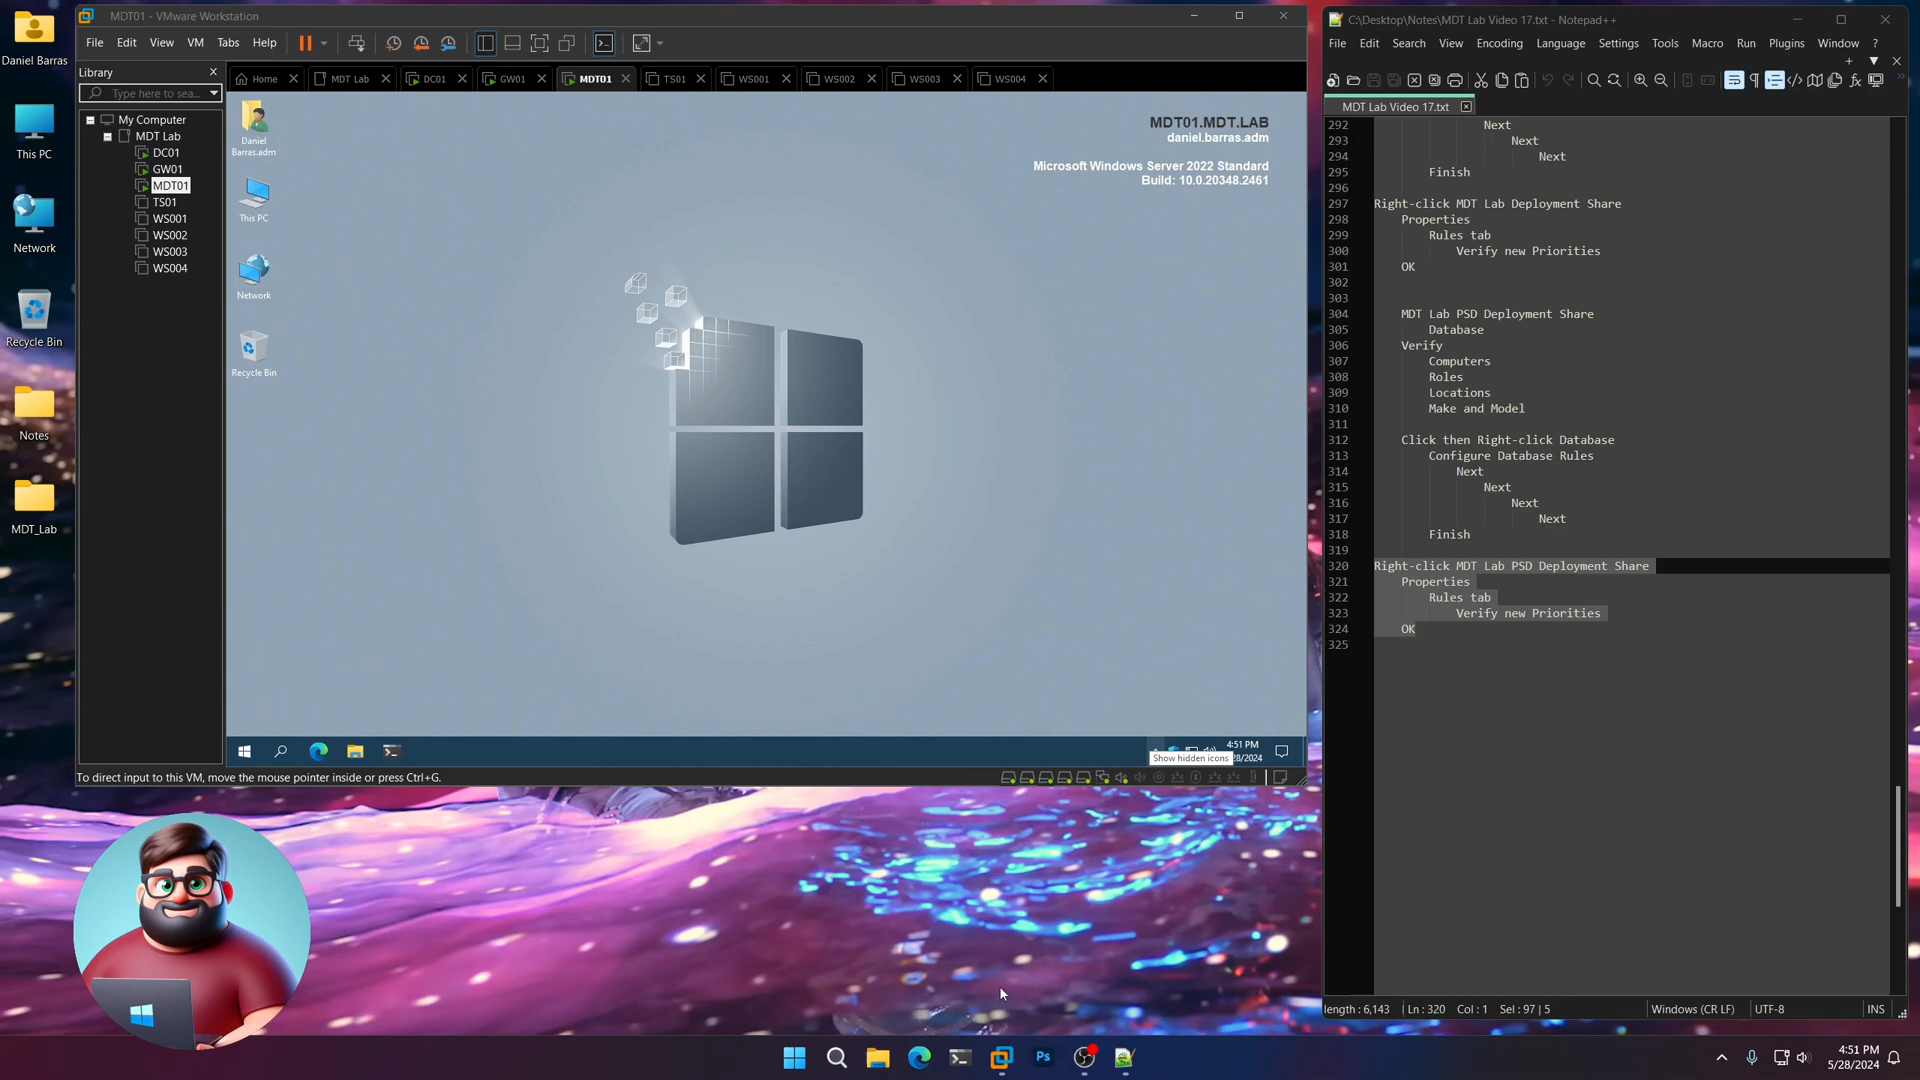 Daniel Barras
This PC
Network
Recycle Bin
Notes
MDT_Lab
MDT01 - VMware Workstation
File Edit View VM Tabs Help
Library
Type here to sea...
My Computer
MDT Lab
DC01
GW01
MDT01
TS01
WS001
WS002
WS003
WS004
Home MDT Lab DC01 GW01 MDT01 TS01 WS001 WS002 WS003 WS004
Daniel
Barras.adm
This PC
Network
Recycle Bin
MDT01.MDT.LAB
daniel.barras.adm
Microsoft Windows Server 2022 Standard
Build: 10.0.20348.2461
4:51 PM
Show hidden icons
28/2024
To direct input to this VM, move the mouse pointer inside or press Ctrl+G.
C:\Desktop\Notes\MDT Lab Video 17.txt - Notepad++
File Edit Search View Encoding Language Settings Tools Macro Run Plugins Window ?
MDT Lab Video 17.txt
292 Next
293 Next
294 Next
295 Finish
296
297 Right-click MDT Lab Deployment Share
298 Properties
299 Rules tab
300 Verify new Priorities
301 OK
302
303
304 MDT Lab PSD Deployment Share
305 Database
306 Verify
307 Computers
308 Roles
309 Locations
310 Make and Model
311
312 Click then Right-click Database
313 Configure Database Rules
314 Next
315 Next
316 Next
317 Next
318 Finish
319
320 Right-click MDT Lab PSD Deployment Share
321 Properties
322 Rules tab
323 Verify new Priorities
324 OK
325
length : 6,143 Ln : 320 Col : 1 Sel : 97 | 5 Windows (CR LF) UTF-8 INS
Ps
4:51 PM
5/28/2024